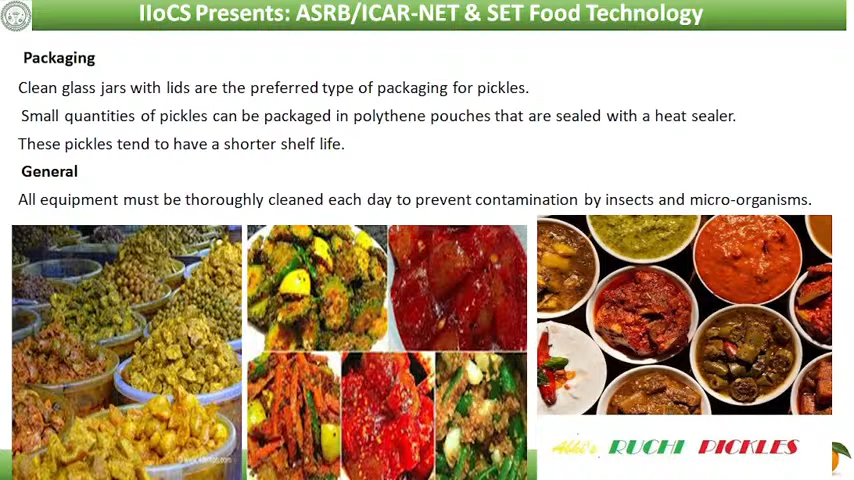 IIoCS Presents: ASRB/ICAR-NET & SET Food Technology
Packaging
Clean glass jars with lids are the preferred type of packaging for pickles.
Small quantities of pickles can be packaged in polythene pouches that are sealed with a heat sealer.
These pickles tend to have a shorter shelf life.
General
All equipment must be thoroughly cleaned each day to prevent contamination by insects and micro-organisms.
RUCHI PICKLES